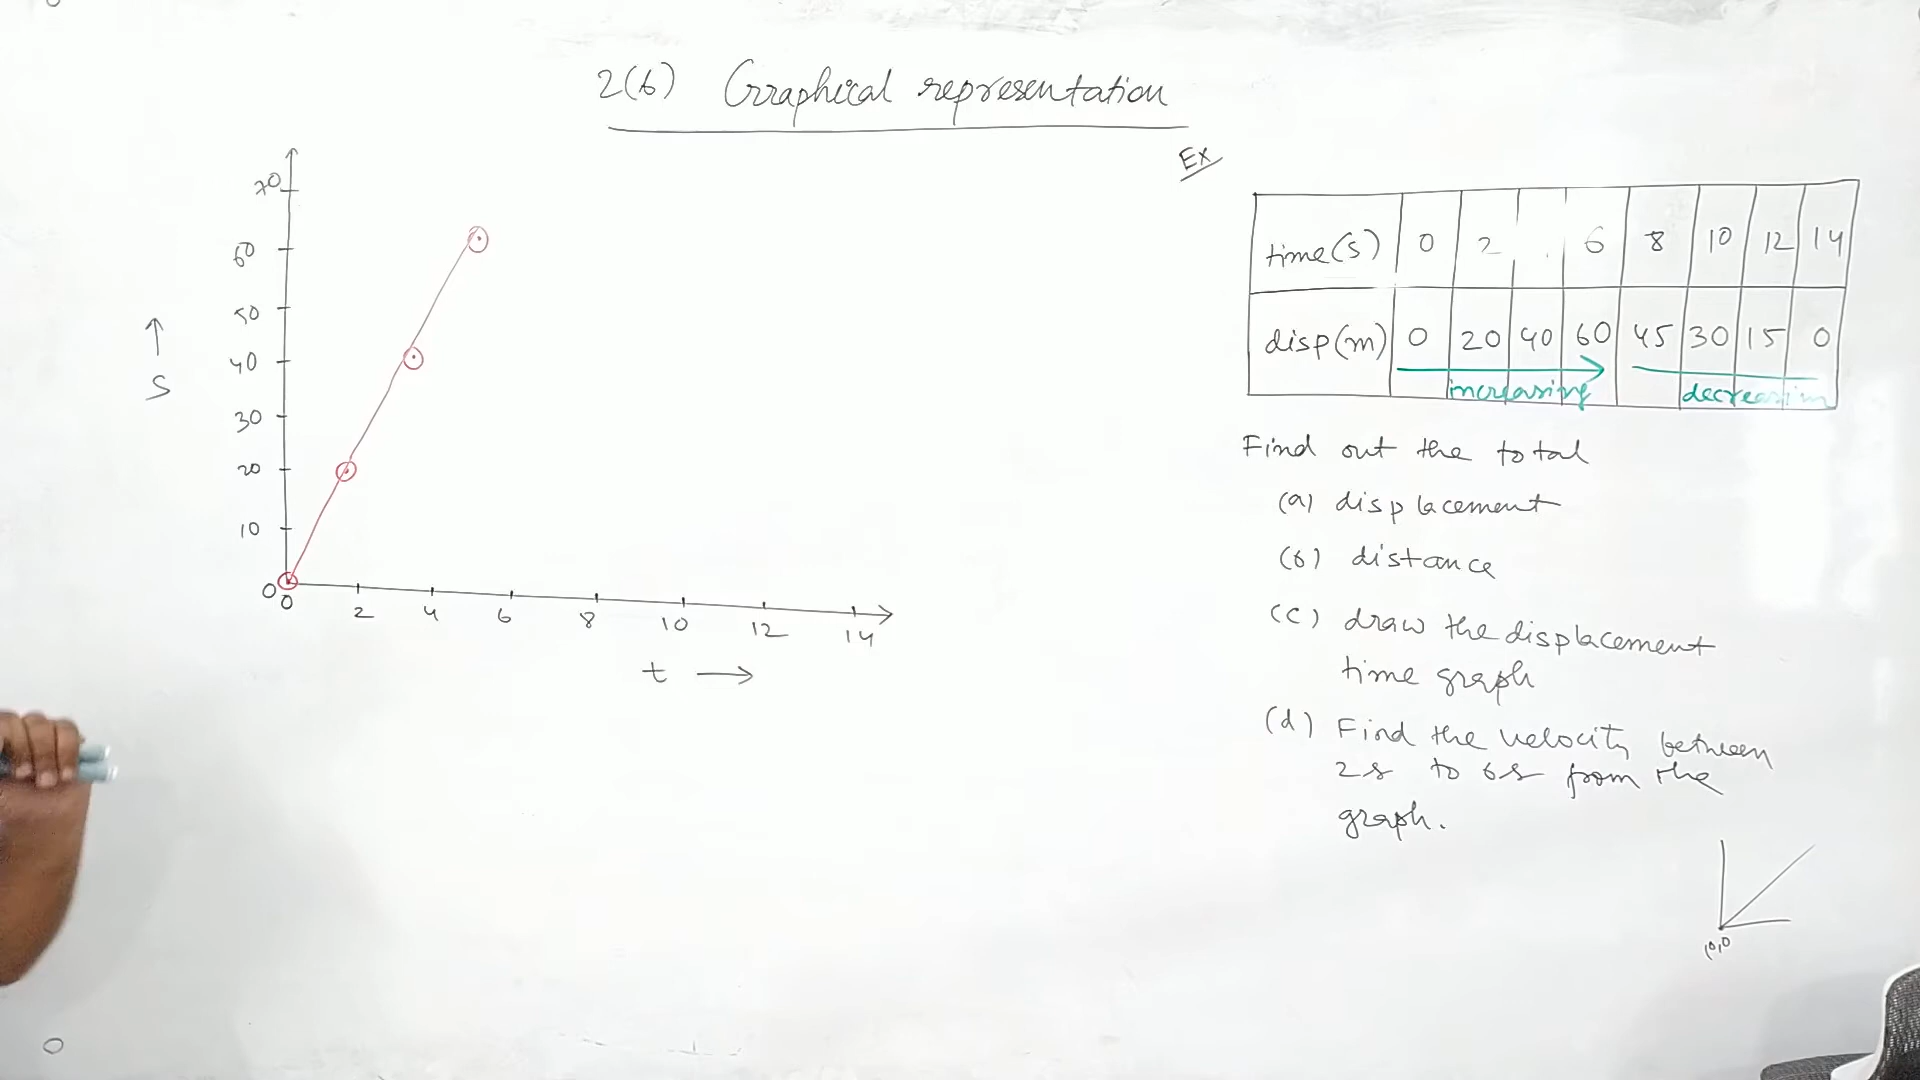 2(b) Graphical representation
Ex
70
60
50
40
30
20
10
0
0 2 4 6 8 10 12 14
↑
S
t →
time(s) 0 2 6 8 10 12 14
disp(m) 0 20 40 60 45 30 15 0
increasing
Find out the total
(a) displacement
(b) distance
(c) draw the displacement
time graph
(d) Find the velocity between
2s to 6s from the
graph.
(0,0